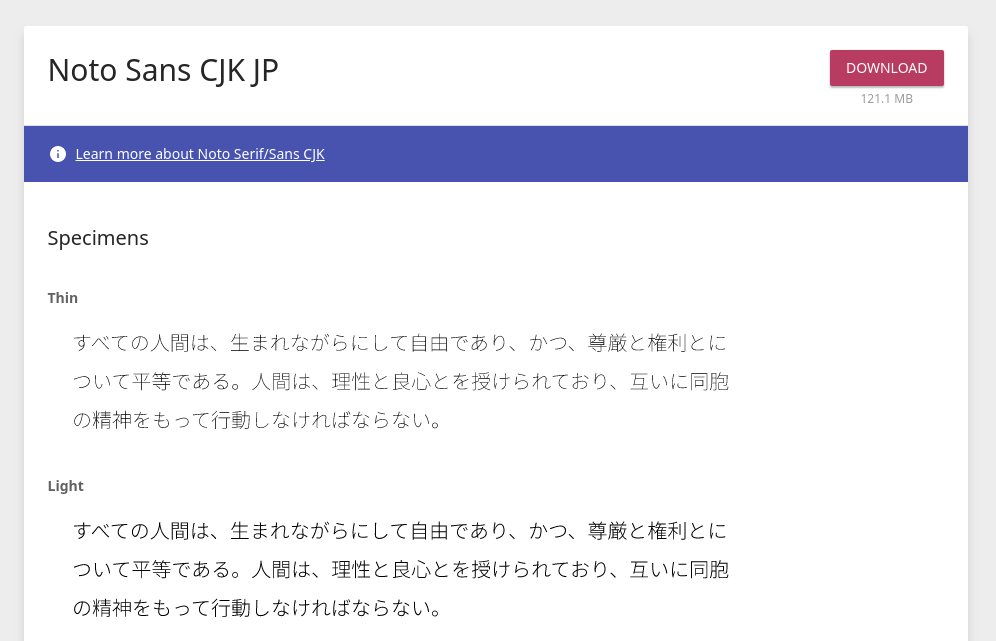 Noto Sans CJK JP
DOWNLOAD
121.1 MB
Learn more about Noto Serif/Sans CJK
Specimens
Thin
すべての人間は、生まれながらにして自由であり、かつ、尊厳と権利とに
ついて平等である。人間は、理性と良心とを授けられており、互いに同胞
の精神をもって行動しなければならない。
Light
すべての人間は、生まれながらにして自由であり、かつ、尊厳と権利とに
ついて平等である。人間は、理性と良心とを授けられており、互いに同胞
の精神をもって行動しなければならない。